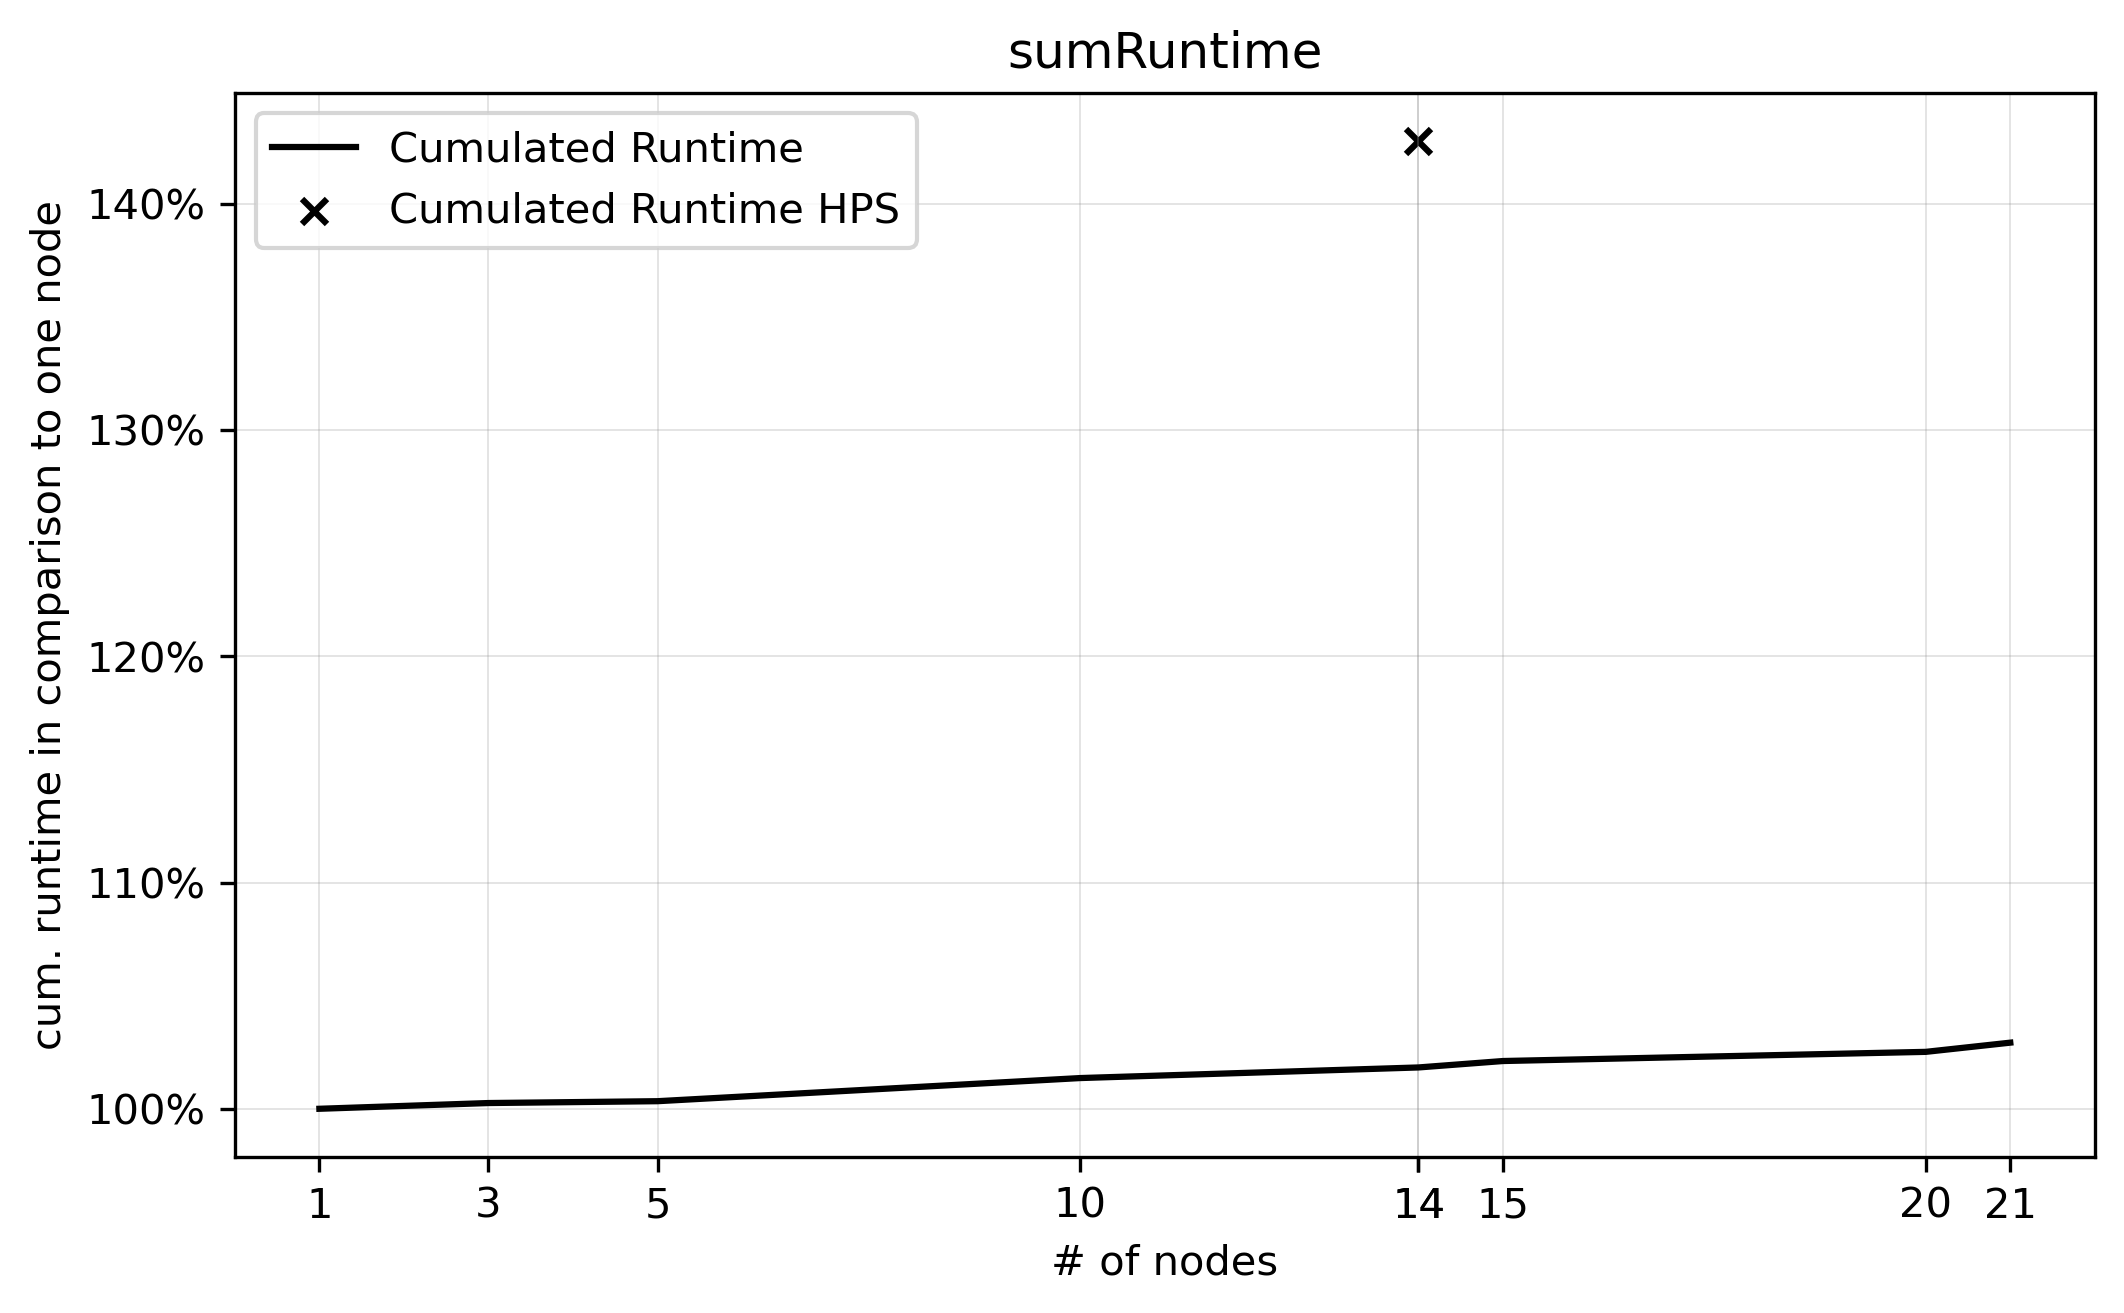 sumRuntime
Cumulated Runtime
Cumulated Runtime HPS
cum. runtime in comparison to one node
140%
130%
120%
110%
100%
1 3 5 10 14 15 20 21
# of nodes